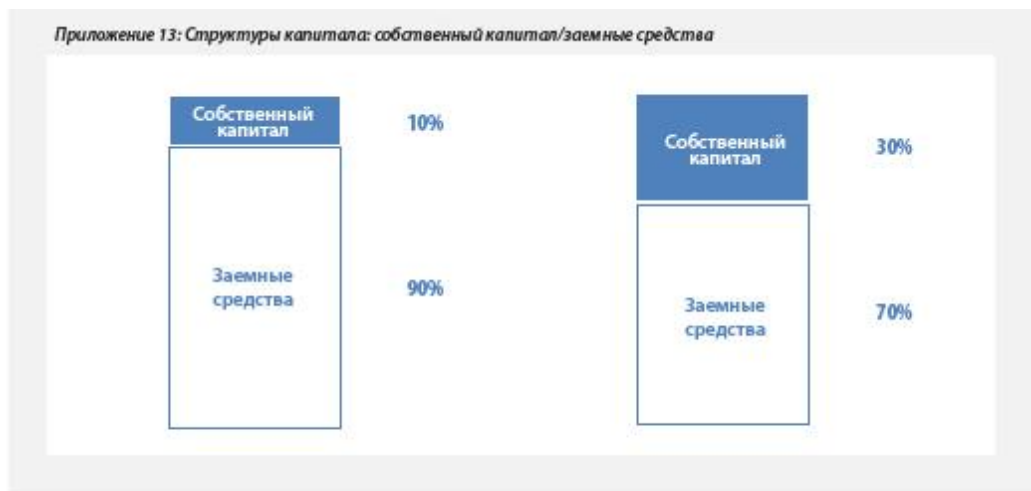 Приложение 13: Структуры капитала: собственный капитал/заемные средства
Собственный
капитал
10%
Заемные
средства
90%
Собственный
капитал
30%
Заемные
средства
70%